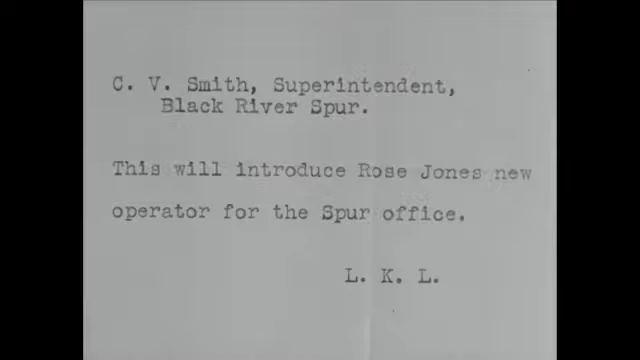 C. V. Smith, Superintendent,
Black River Spur.
This will introduce Rose Jones new
operator for the Spur office.
L. K. L.